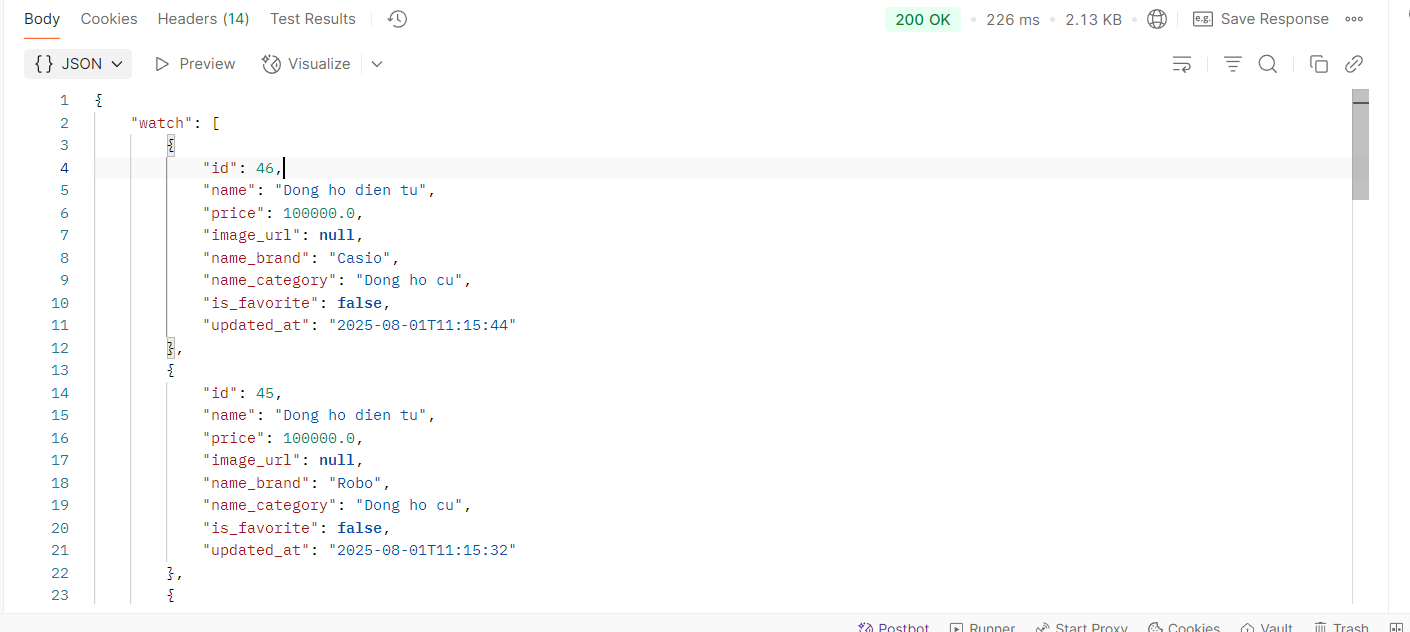 Body Cookies Headers (14) Test Results 200 OK 226 ms 2.13 KB e.g. Save Response
{} JSON Preview Visualize
1 {
2 "watch": [
3 {
4 "id": 46,
5 "name": "Dong ho dien tu",
6 "price": 100000.0,
7 "image_url": null,
8 "name_brand": "Casio",
9 "name_category": "Dong ho cu",
10 "is_favorite": false,
11 "updated_at": "2025-08-01T11:15:44"
12 },
13 {
14 "id": 45,
15 "name": "Dong ho dien tu",
16 "price": 100000.0,
17 "image_url": null,
18 "name_brand": "Robo",
19 "name_category": "Dong ho cu",
20 "is_favorite": false,
21 "updated_at": "2025-08-01T11:15:32"
22 },
23 {
Postbot Runner Start Proxy Cookies Vault Trash